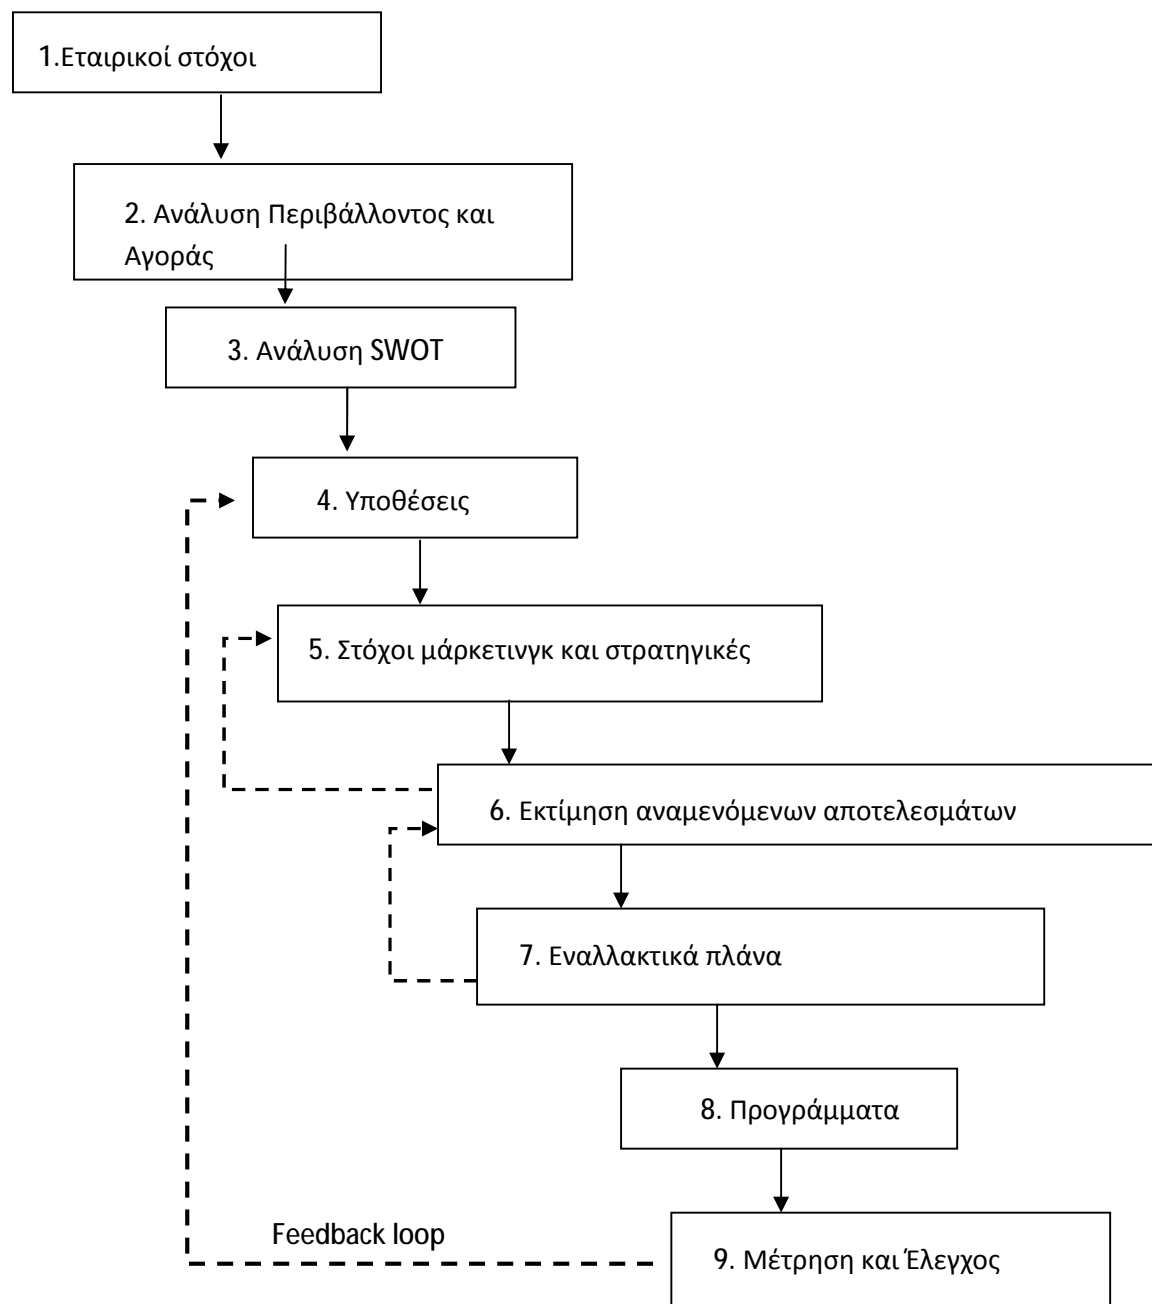 1.Εταιρικοί στόχοι
2. Ανάλυση Περιβάλλοντος και
Αγοράς
3. Ανάλυση SWOT
4. Υποθέσεις
5. Στόχοι μάρκετινγκ και στρατηγικές
6. Εκτίμηση αναμενόμενων αποτελεσμάτων
7. Εναλλακτικά πλάνα
8. Προγράμματα
Feedback loop
9. Μέτρηση και Έλεγχος